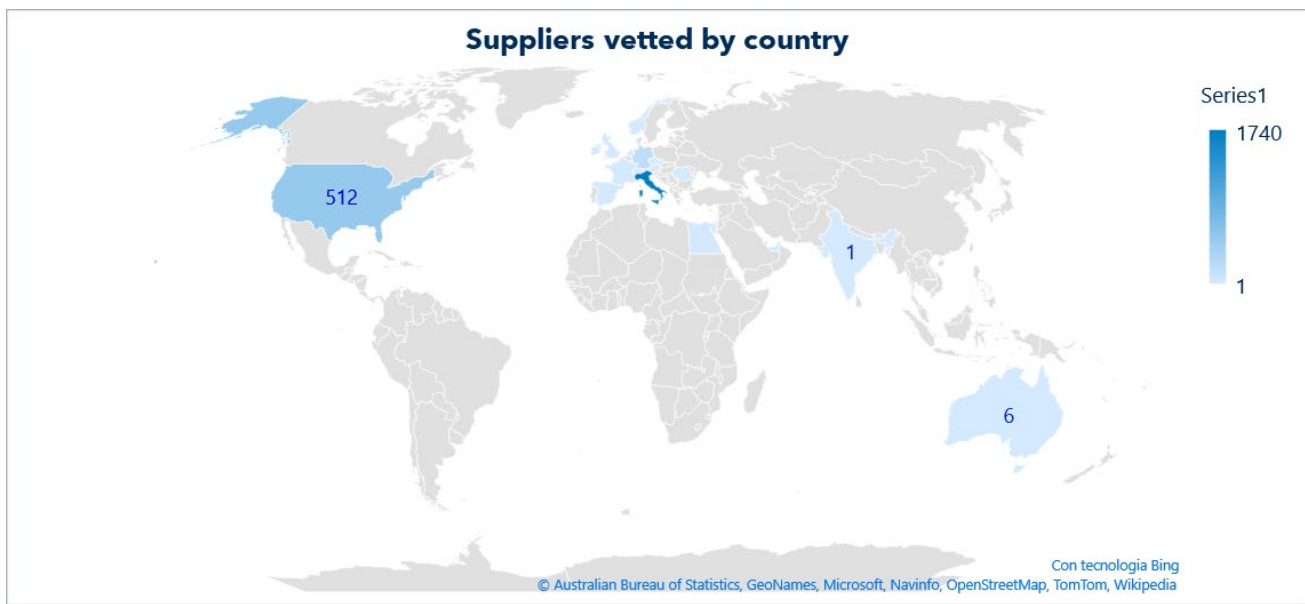 Suppliers vetted by country
Series1
1740
1
512
1
6
Con tecnologia Bing
© Australian Bureau of Statistics, GeoNames, Microsoft, Navinfo, OpenStreetMap, TomTom, Wikipedia